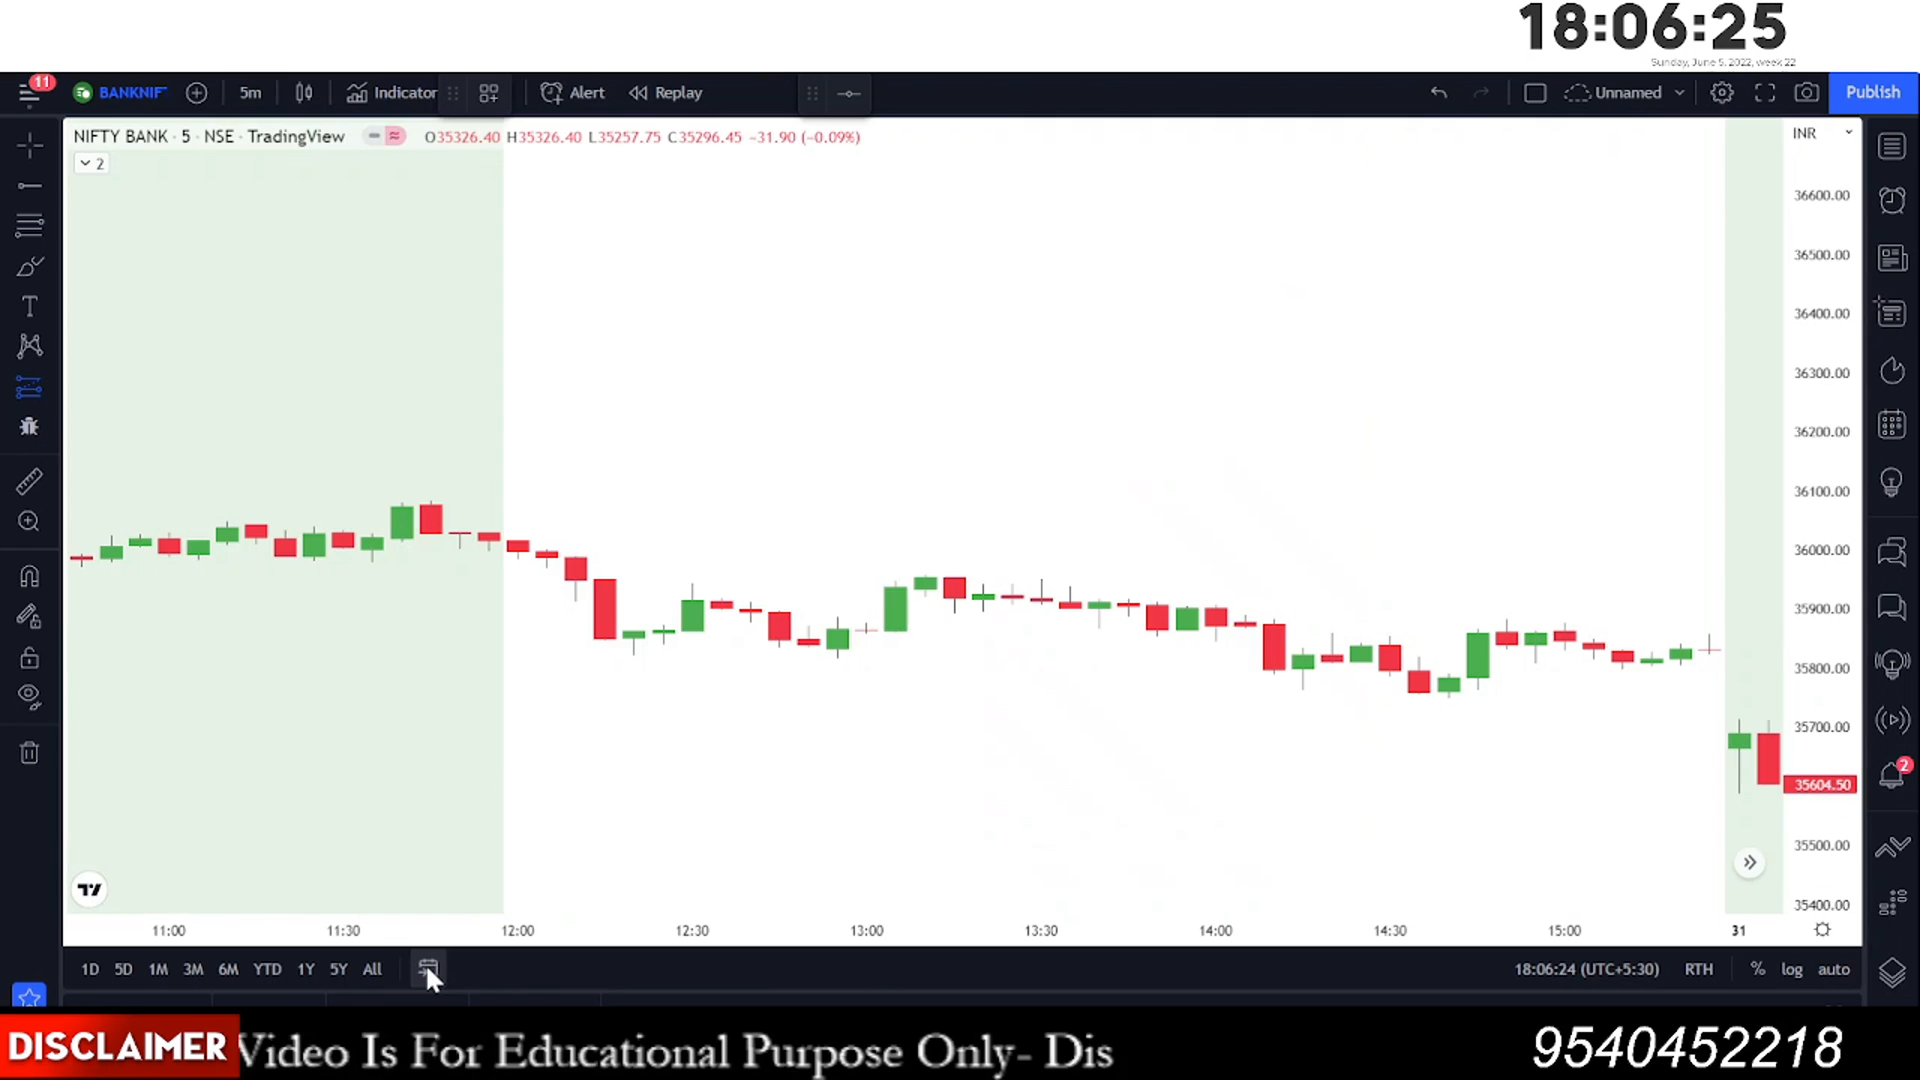 18:06:25
Sunday, June 5, 2022, week 22
11
BANKNIF
5m
Indicator
Alert
Replay
Unnamed
Publish
NIFTY BANK · 5 · NSE · TradingView
O35326.40 H35326.40 L35257.75 C35296.45 −31.90 (−0.09%)
2
INR
36600.00
36500.00
36400.00
36300.00
36200.00
36100.00
36000.00
35900.00
35800.00
35700.00
35604.50
35500.00
35400.00
2
11:00 11:30 12:00 12:30 13:00 13:30 14:00 14:30 15:00 31
1D 5D 1M 3M 6M YTD 1Y 5Y All
18:06:24 (UTC+5:30) RTH % log auto
DISCLAIMER
Video Is For Educational Purpose Only- Dis
9540452218